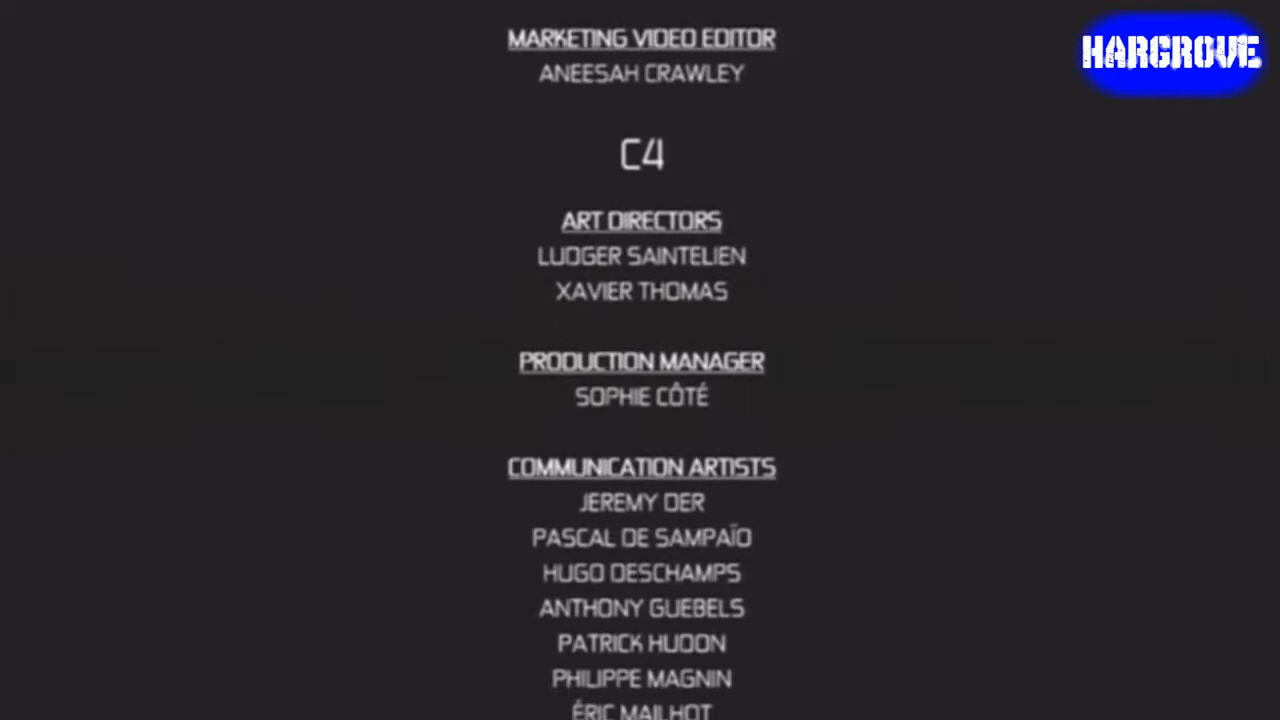 MARKETING VIDEO EDITOR
ANEESAH CRAWLEY
HARGROVE
C4
ART DIRECTORS
LUDGER SAINTÉLIEN
XAVIER THOMAS
PRODUCTION MANAGER
SOPHIE CÔTÉ
COMMUNICATION ARTISTS
JEREMY DER
PASCAL DE SAMPAÏO
HUGO DESCHAMPS
ANTHONY GUEBELS
PATRICK HUDON
PHILIPPE MAGNIN
ÉRIC MAILHOT